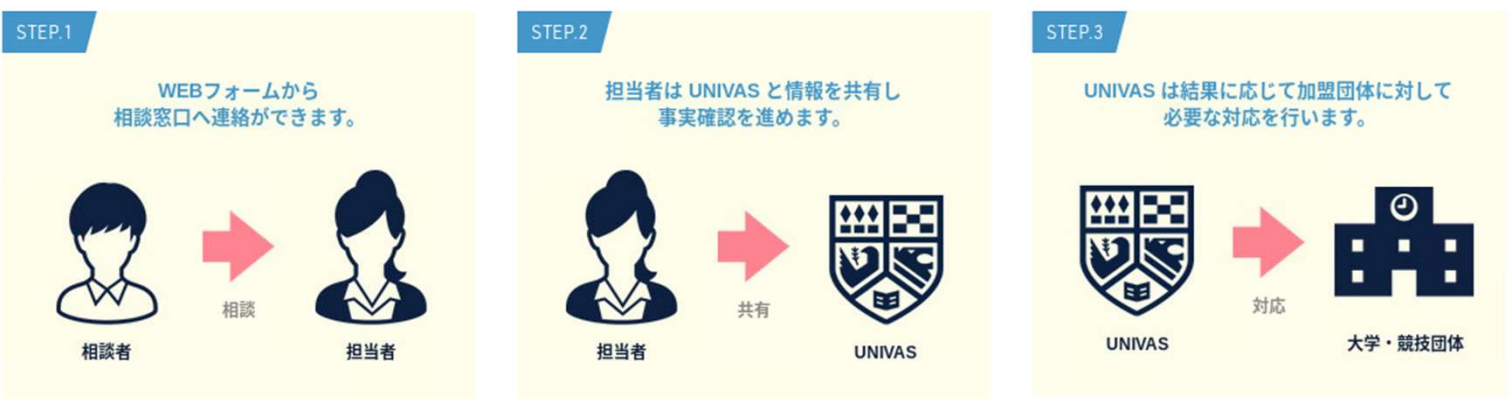 STEP.1
WEBフォームから
相談窓口へ連絡ができます。
相談
相談者
担当者
STEP.2
担当者は UNIVAS と情報を共有し
事実確認を進めます。
共有
担当者
UNIVAS
STEP.3
UNIVAS は結果に応じて加盟団体に対して
必要な対応を行います。
対応
UNIVAS
大学・競技団体